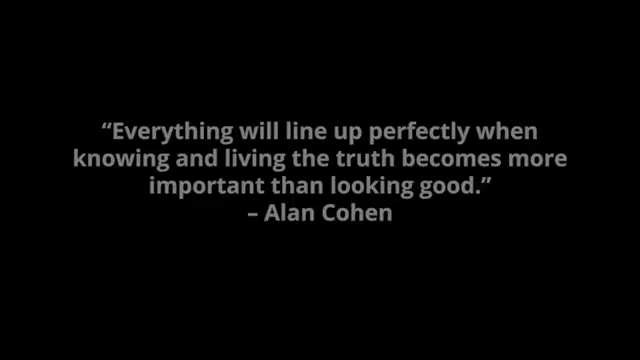 “Everything will line up perfectly when
knowing and living the truth becomes more
important than looking good.”
– Alan Cohen